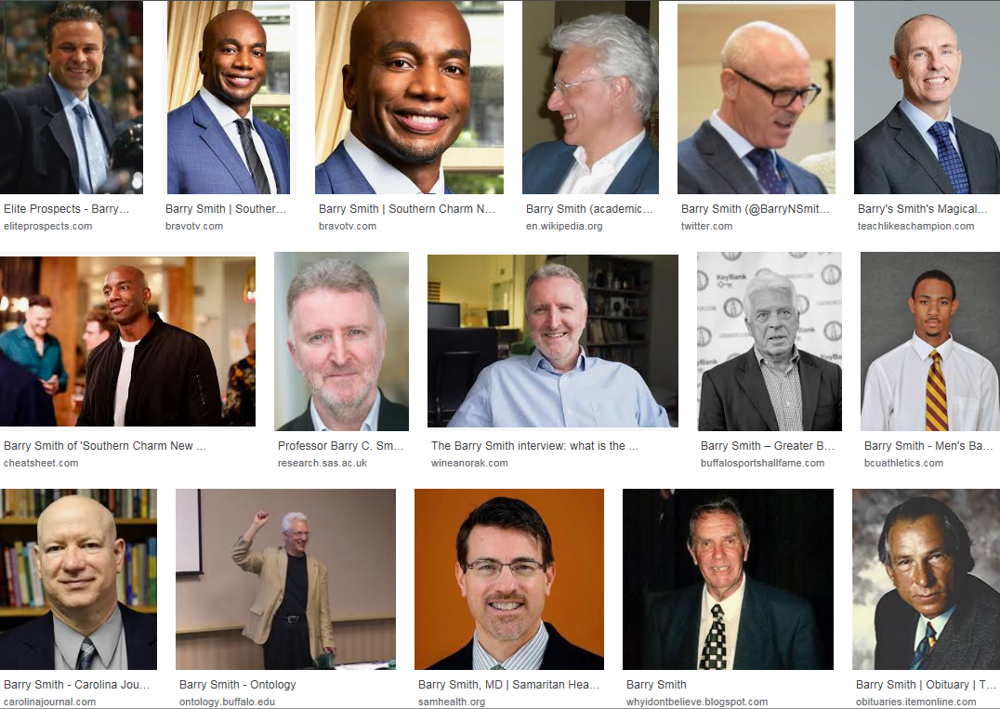 Elite Prospects - Barry...
eliteprospects.com
Barry Smith | Souther...
bravotv.com
Barry Smith | Southern Charm N...
bravotv.com
Barry Smith (academic...
en.wikipedia.org
Barry Smith (@BarryNSmit...
twitter.com
Barry's Smith's Magical...
teachlikeachampion.com
KeyBank
KeyBank
Barry Smith of 'Southern Charm New ...
cheatsheet.com
Professor Barry C. Sm...
research.sas.ac.uk
The Barry Smith interview: what is the ...
wineanorak.com
Barry Smith – Greater B...
buffalosportshallfame.com
Barry Smith - Men's Ba...
bcuathletics.com
Barry Smith - Carolina Jou...
carolinajournal.com
Barry Smith - Ontology
ontology.buffalo.edu
Barry Smith, MD | Samaritan Hea...
samhealth.org
Barry Smith
whyidontbelieve.blogspot.com
Barry Smith | Obituary | T...
obituaries.itemonline.com